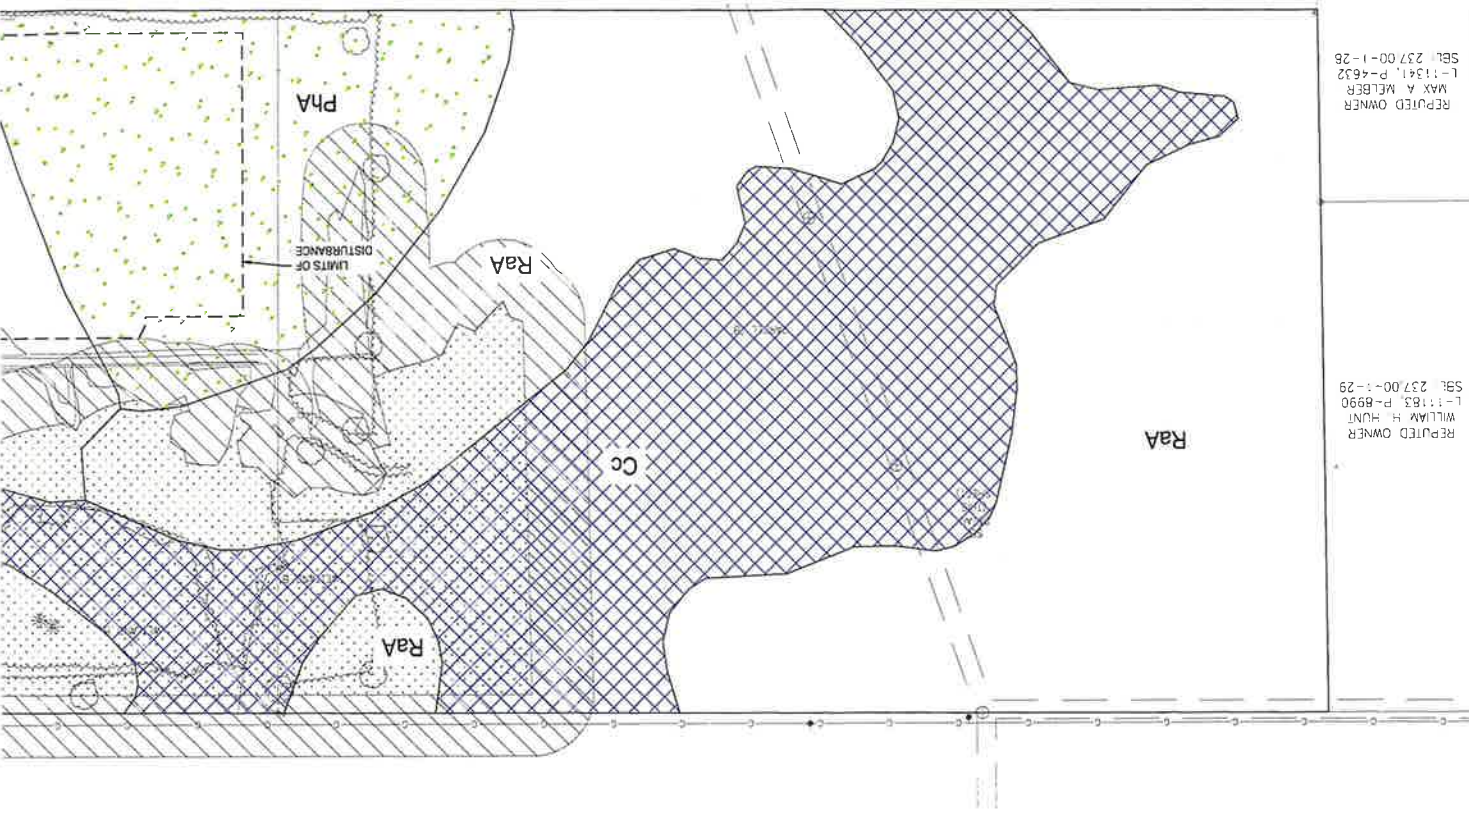 REPUTED OWNER
WILLIAM H. HUNT
L-11183, P-8990
SBL: 237.00-1-29
REPUTED OWNER
MAX A MELBER
L-11341, P-4632
SBL: 237.00-1-28
RaA
RaA
Cc
RaA
LIMITS OF
DISTURBANCE
PhA